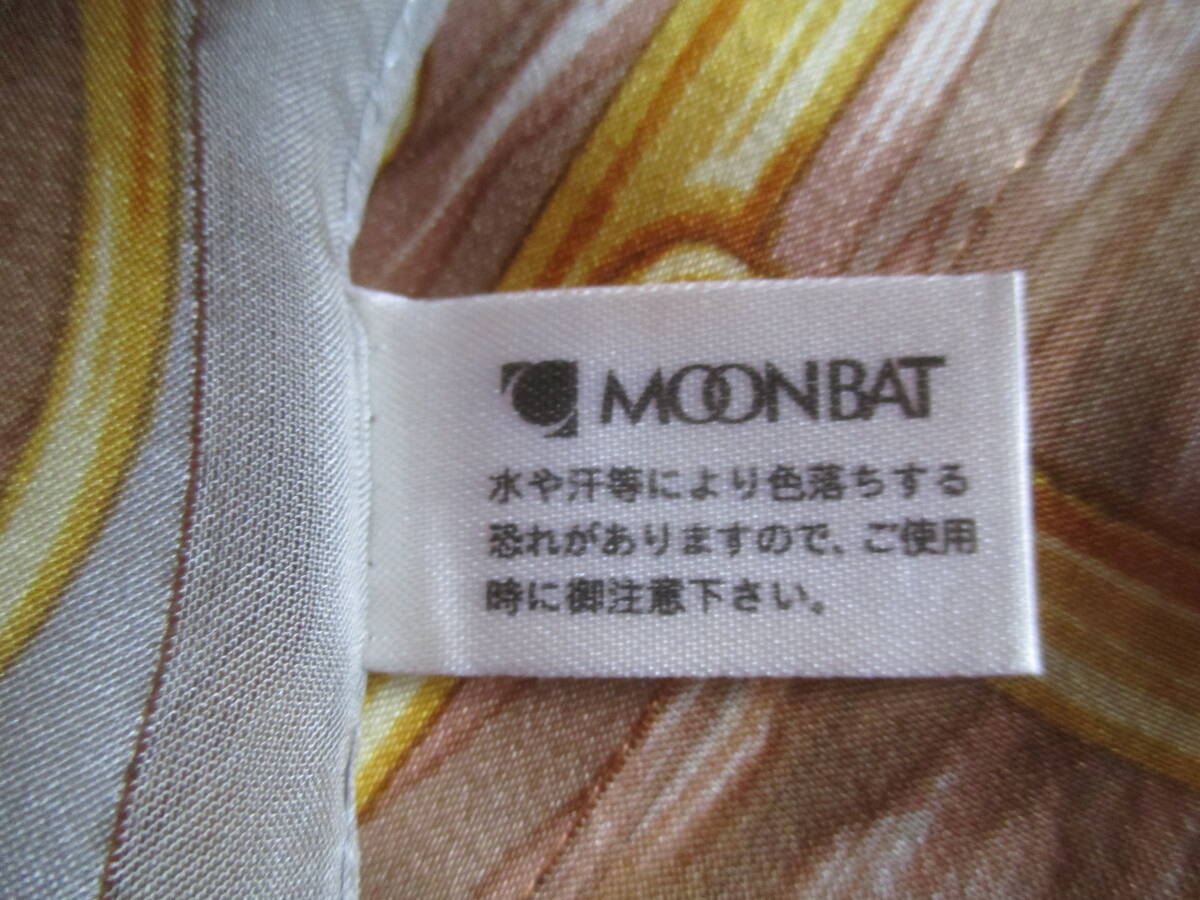 MOONBAT
水や汗等により色落ちする
恐れがありますので、ご使用
時に御注意下さい。